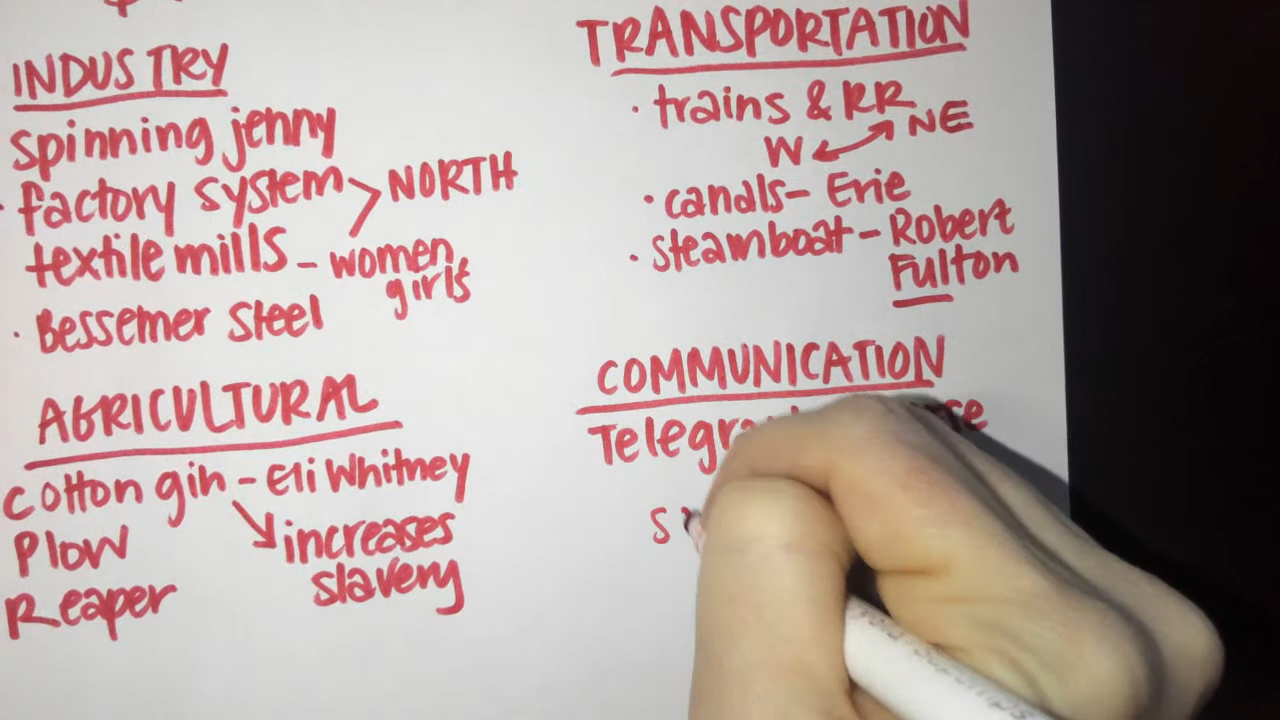 INDUSTRY
spinning jenny
factory system > NORTH
textile mills - women,
girls
· Bessemer Steel
AGRICULTURAL
cotton gin - Eli Whitney
Plow
increases
slavery
Reaper
TRANSPORTATION
· trains & RR
W NE
· canals - Erie
· steamboat - Robert
Fulton
COMMUNICATION
S